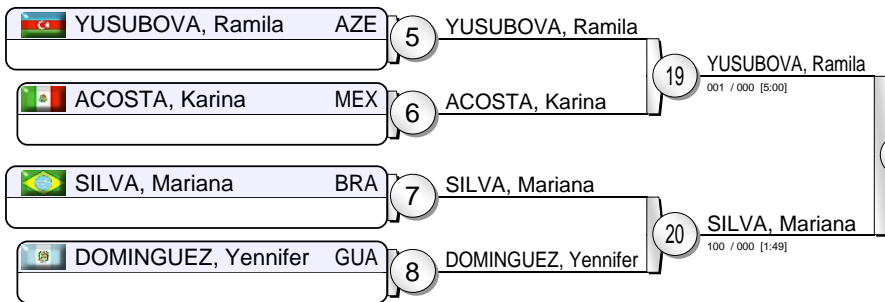 YUSUBOVA, Ramila AZE
5
YUSUBOVA, Ramila
19
YUSUBOVA, Ramila
001 / 000 [5:00]
ACOSTA, Karina MEX
6
ACOSTA, Karina
SILVA, Mariana BRA
7
SILVA, Mariana
20
SILVA, Mariana
100 / 000 [1:49]
DOMINGUEZ, Yennifer GUA
8
DOMINGUEZ, Yennifer